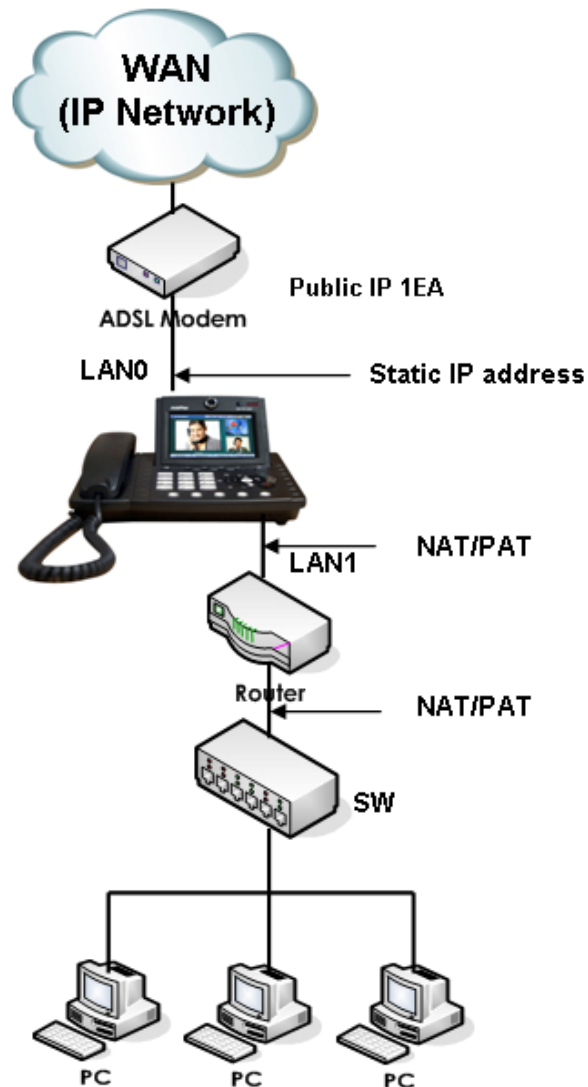 WAN
(IP Network)
Public IP 1EA
ADSL Modem
LAN0
Static IP address
NAT/PAT
LAN1
Router
NAT/PAT
SW
PC
PC
PC